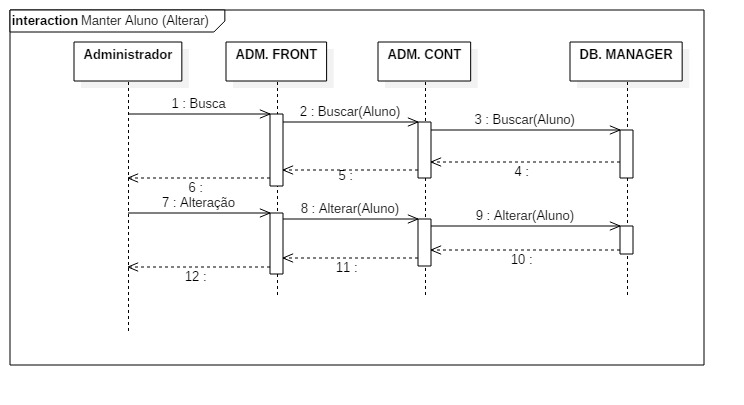 interaction Manter Aluno (Alterar)
Administrador
ADM. FRONT
ADM. CONT
DB. MANAGER
1 : Busca
2 : Buscar(Aluno)
3 : Buscar(Aluno)
4 :
5 :
6 :
7 : Alteração
8 : Alterar(Aluno)
9 : Alterar(Aluno)
10 :
11 :
12 :